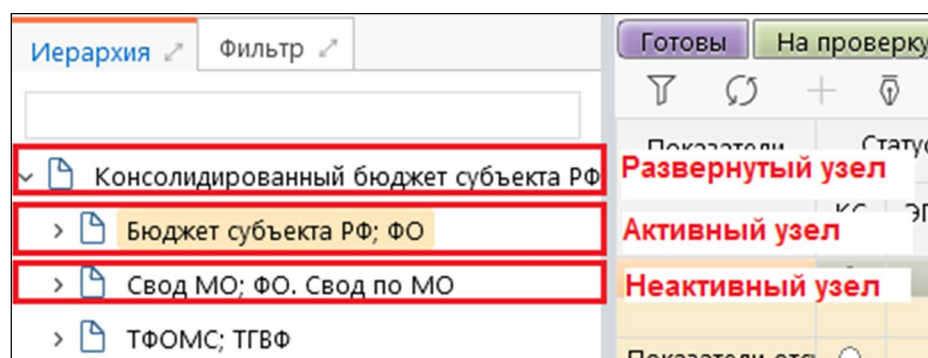 Иерархия
Фильтр
Готовы
На проверку
Показатели
Статус
Консолидированный бюджет субъекта РФ
Развернутый узел
Бюджет субъекта РФ; ФО
Активный узел
Свод МО; ФО. Свод по МО
Неактивный узел
ТФОМС; ТГВФ
Показатели